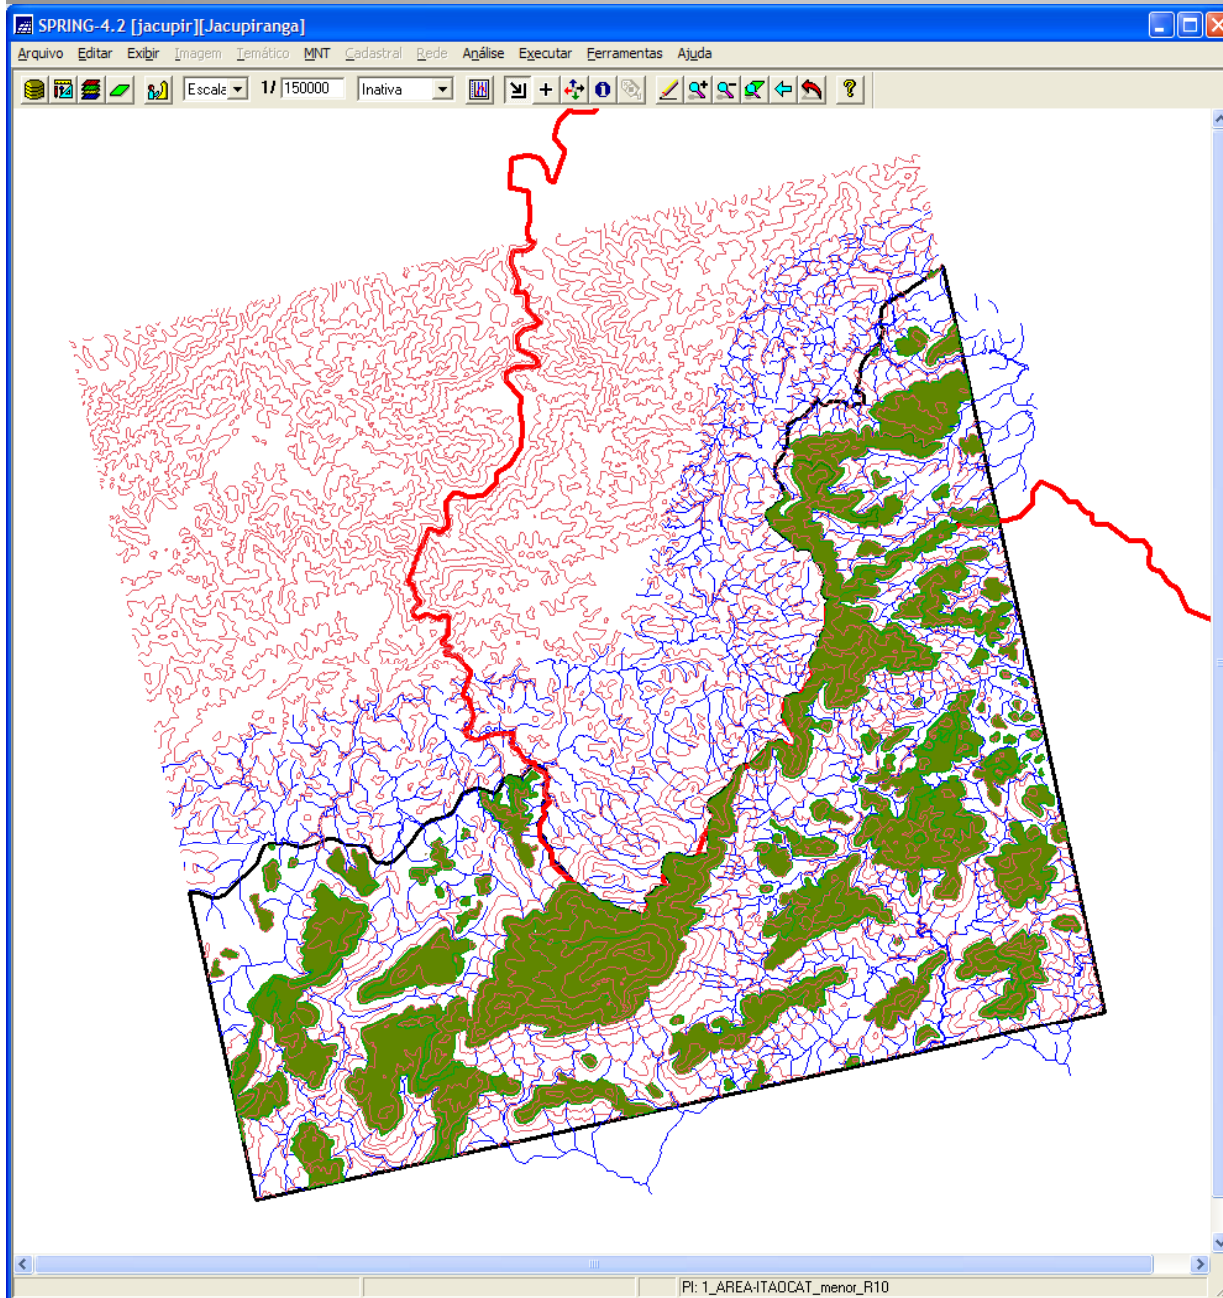 SPRING-4.2 [jacupir][Jacupiranga]
Arquivo Editar Exibir Imagem Temático MNT Cadastral Rede Análise Executar Ferramentas Ajuda
Escala 1/ 150000 Inativa
PI: 1_AREA-ITAOCAT_menor_R10